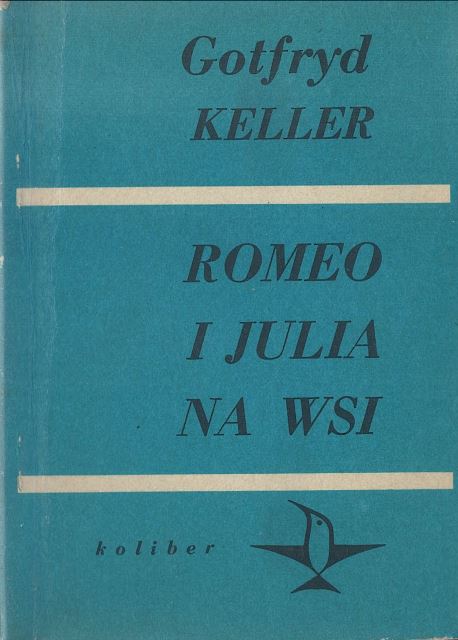 Gotfryd
KELLER
ROMEO
I JULIA
NA WSI
koliber